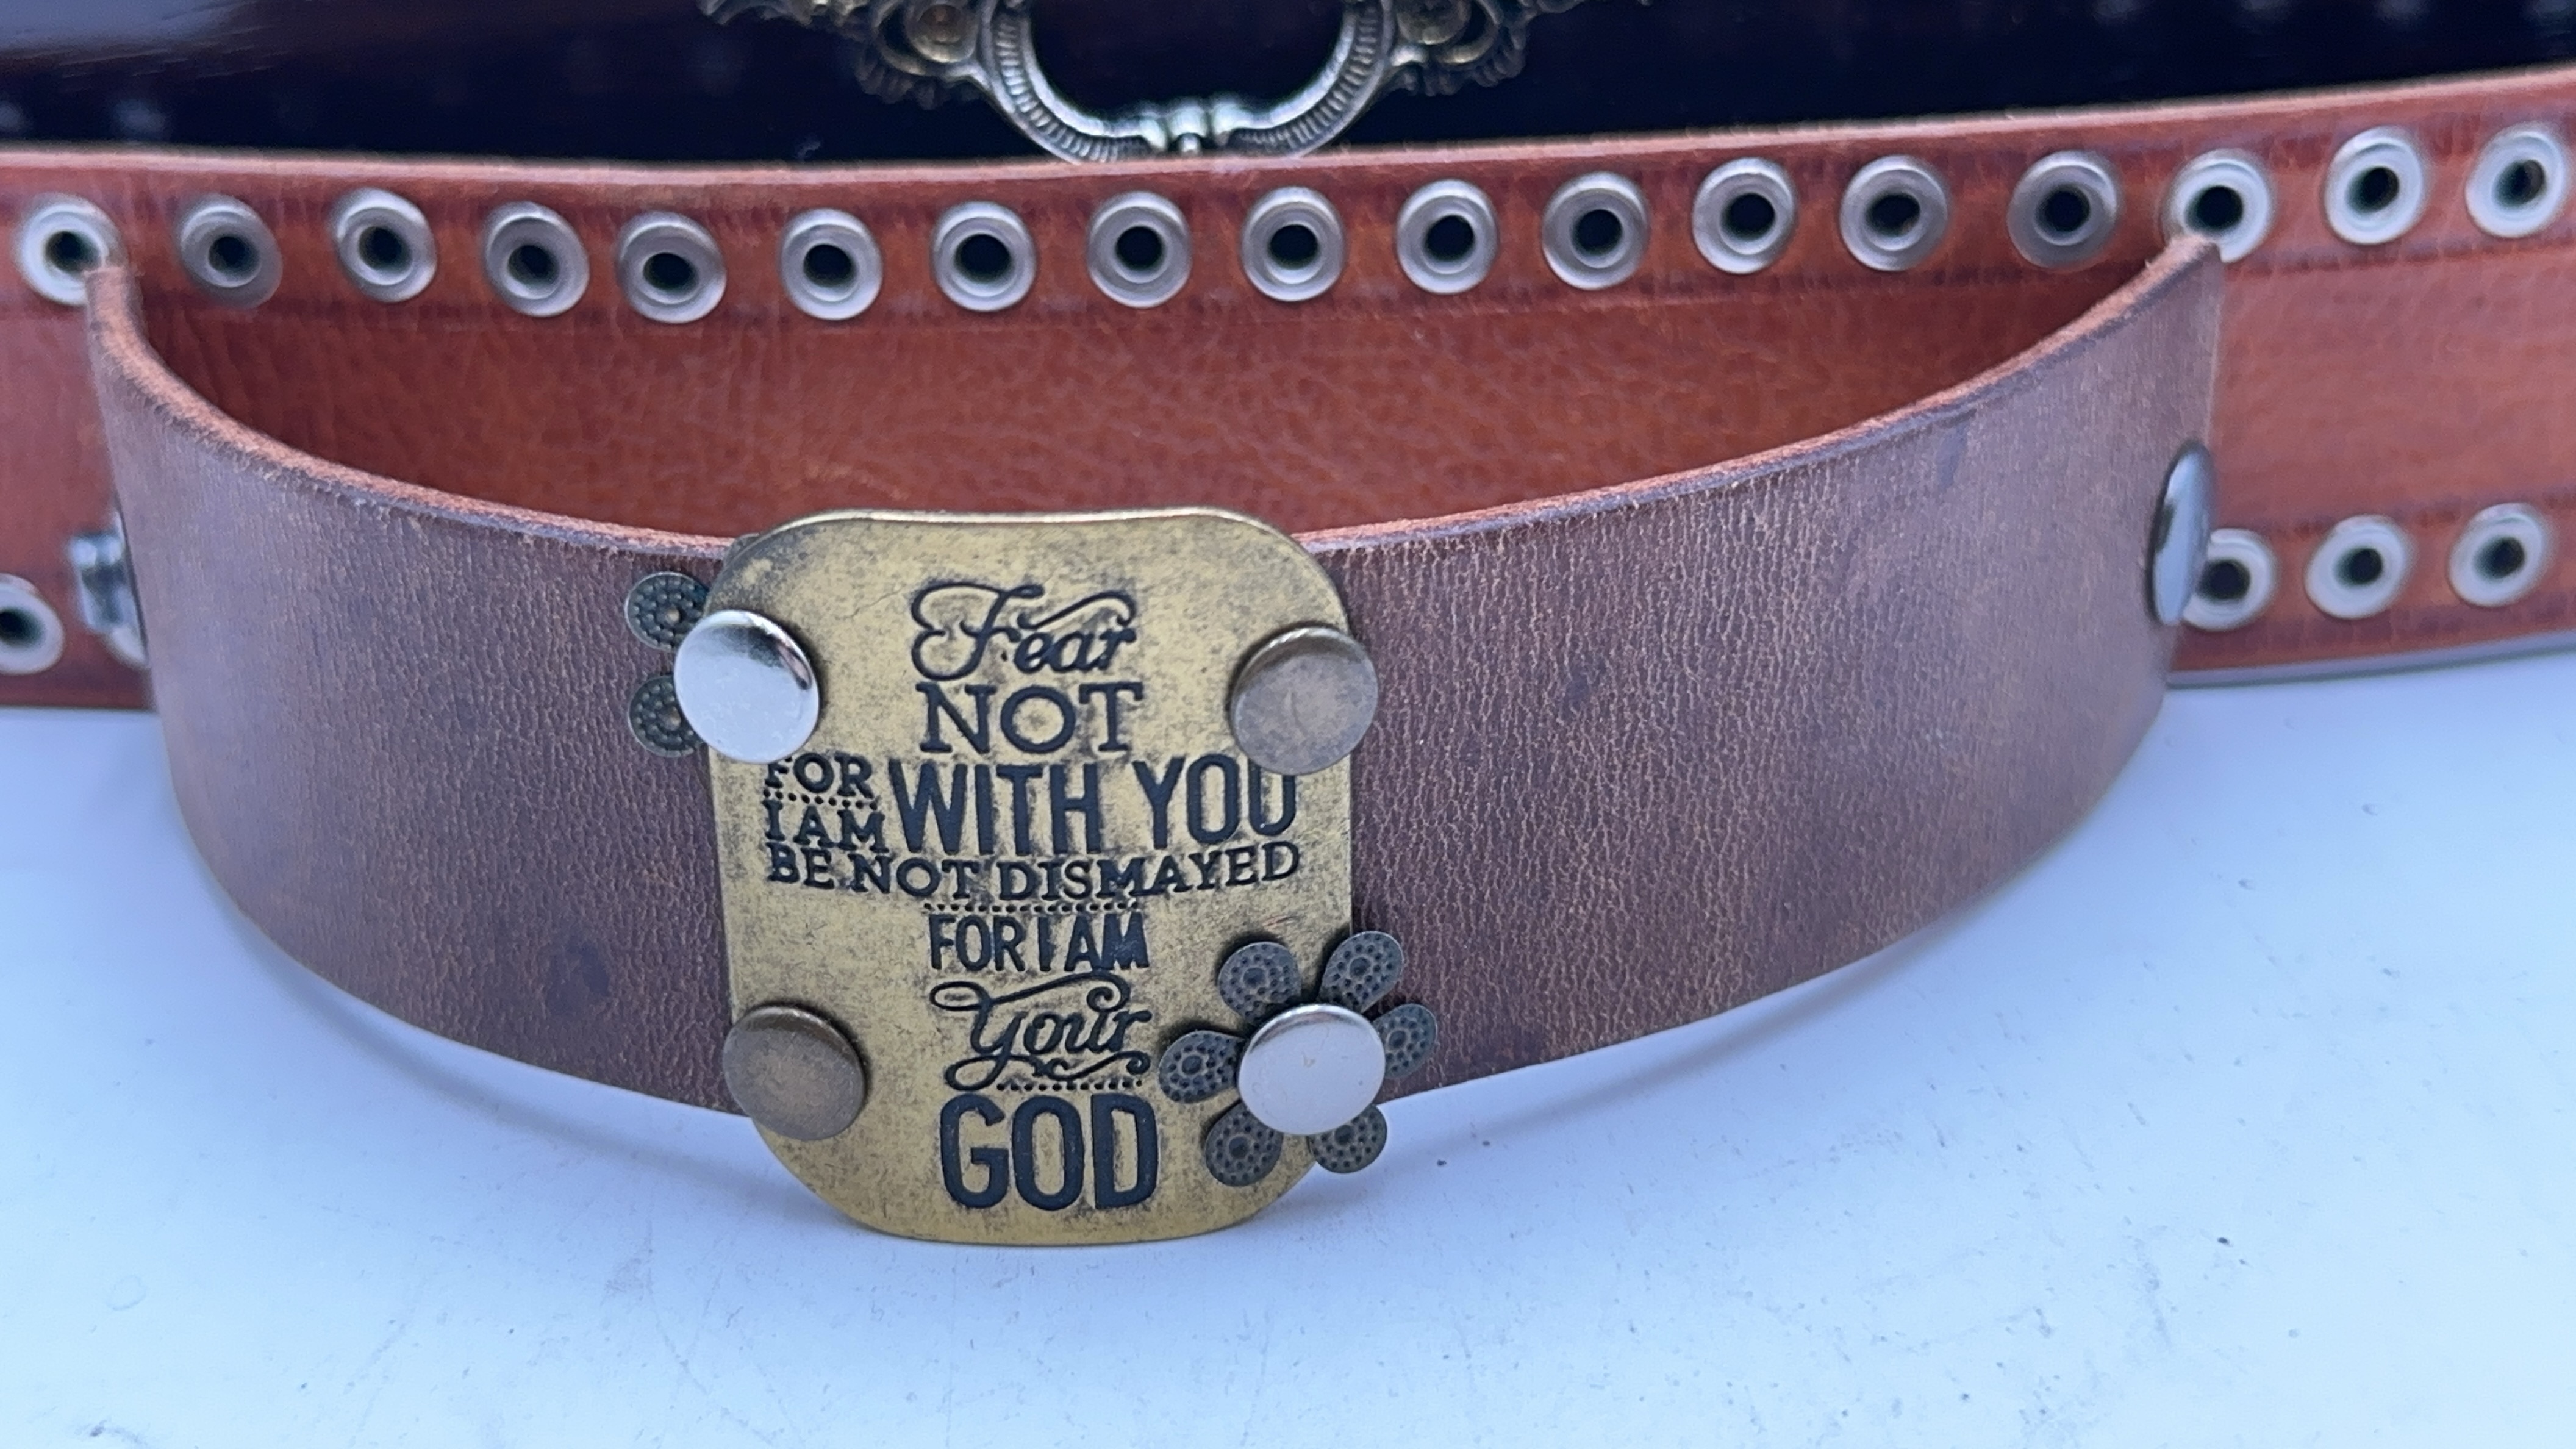 Fear
NOT
FOR
I AM WITH YOU
BE NOT DISMAYED
FOR I AM
Your
GOD